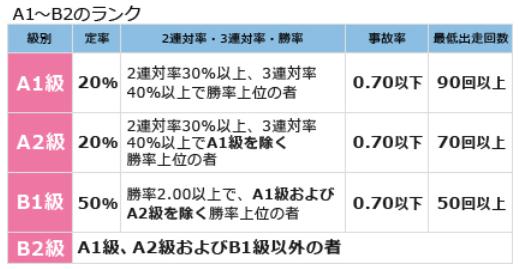 A1～B2のランク
級別 定率 2連対率・3連対率・勝率 事故率 最低出走回数
A1級 20% 2連対率30%以上、3連対率
40%以上で勝率上位の者 0.70以下 90回以上
A2級 20% 2連対率30%以上、3連対率
40%以上でA1級を除く
勝率上位の者 0.70以下 70回以上
B1級 50% 勝率2.00以上で、A1級および
A2級を除く勝率上位の者 0.70以下 50回以上
B2級 A1級、A2級およびB1級以外の者